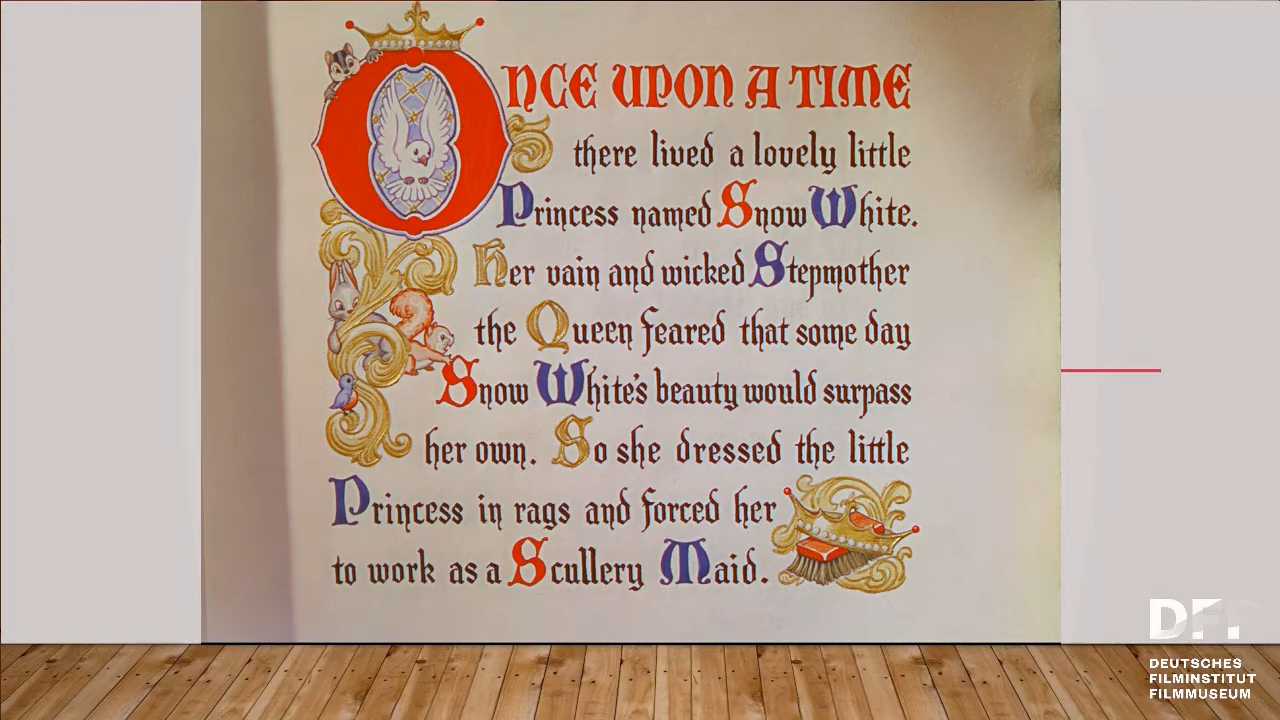 ONCE UPON A TIME
there lived a lovely little
Princess named Snow White.
Her vain and wicked Stepmother
the Queen feared that some day
Snow White's beauty would surpass
her own. So she dressed the little
Princess in rags and forced her
to work as a Scullery Maid.
DFF
DEUTSCHES
FILMINSTITUT
FILMMUSEUM